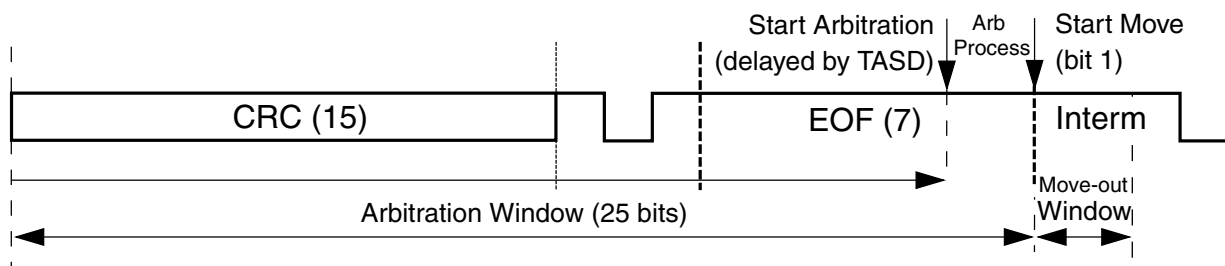 Start Arbitration
(delayed by TASD)
Arb
Process
Start Move
(bit 1)
CRC (15)
EOF (7)
Interm
Arbitration Window (25 bits)
Move-out
Window